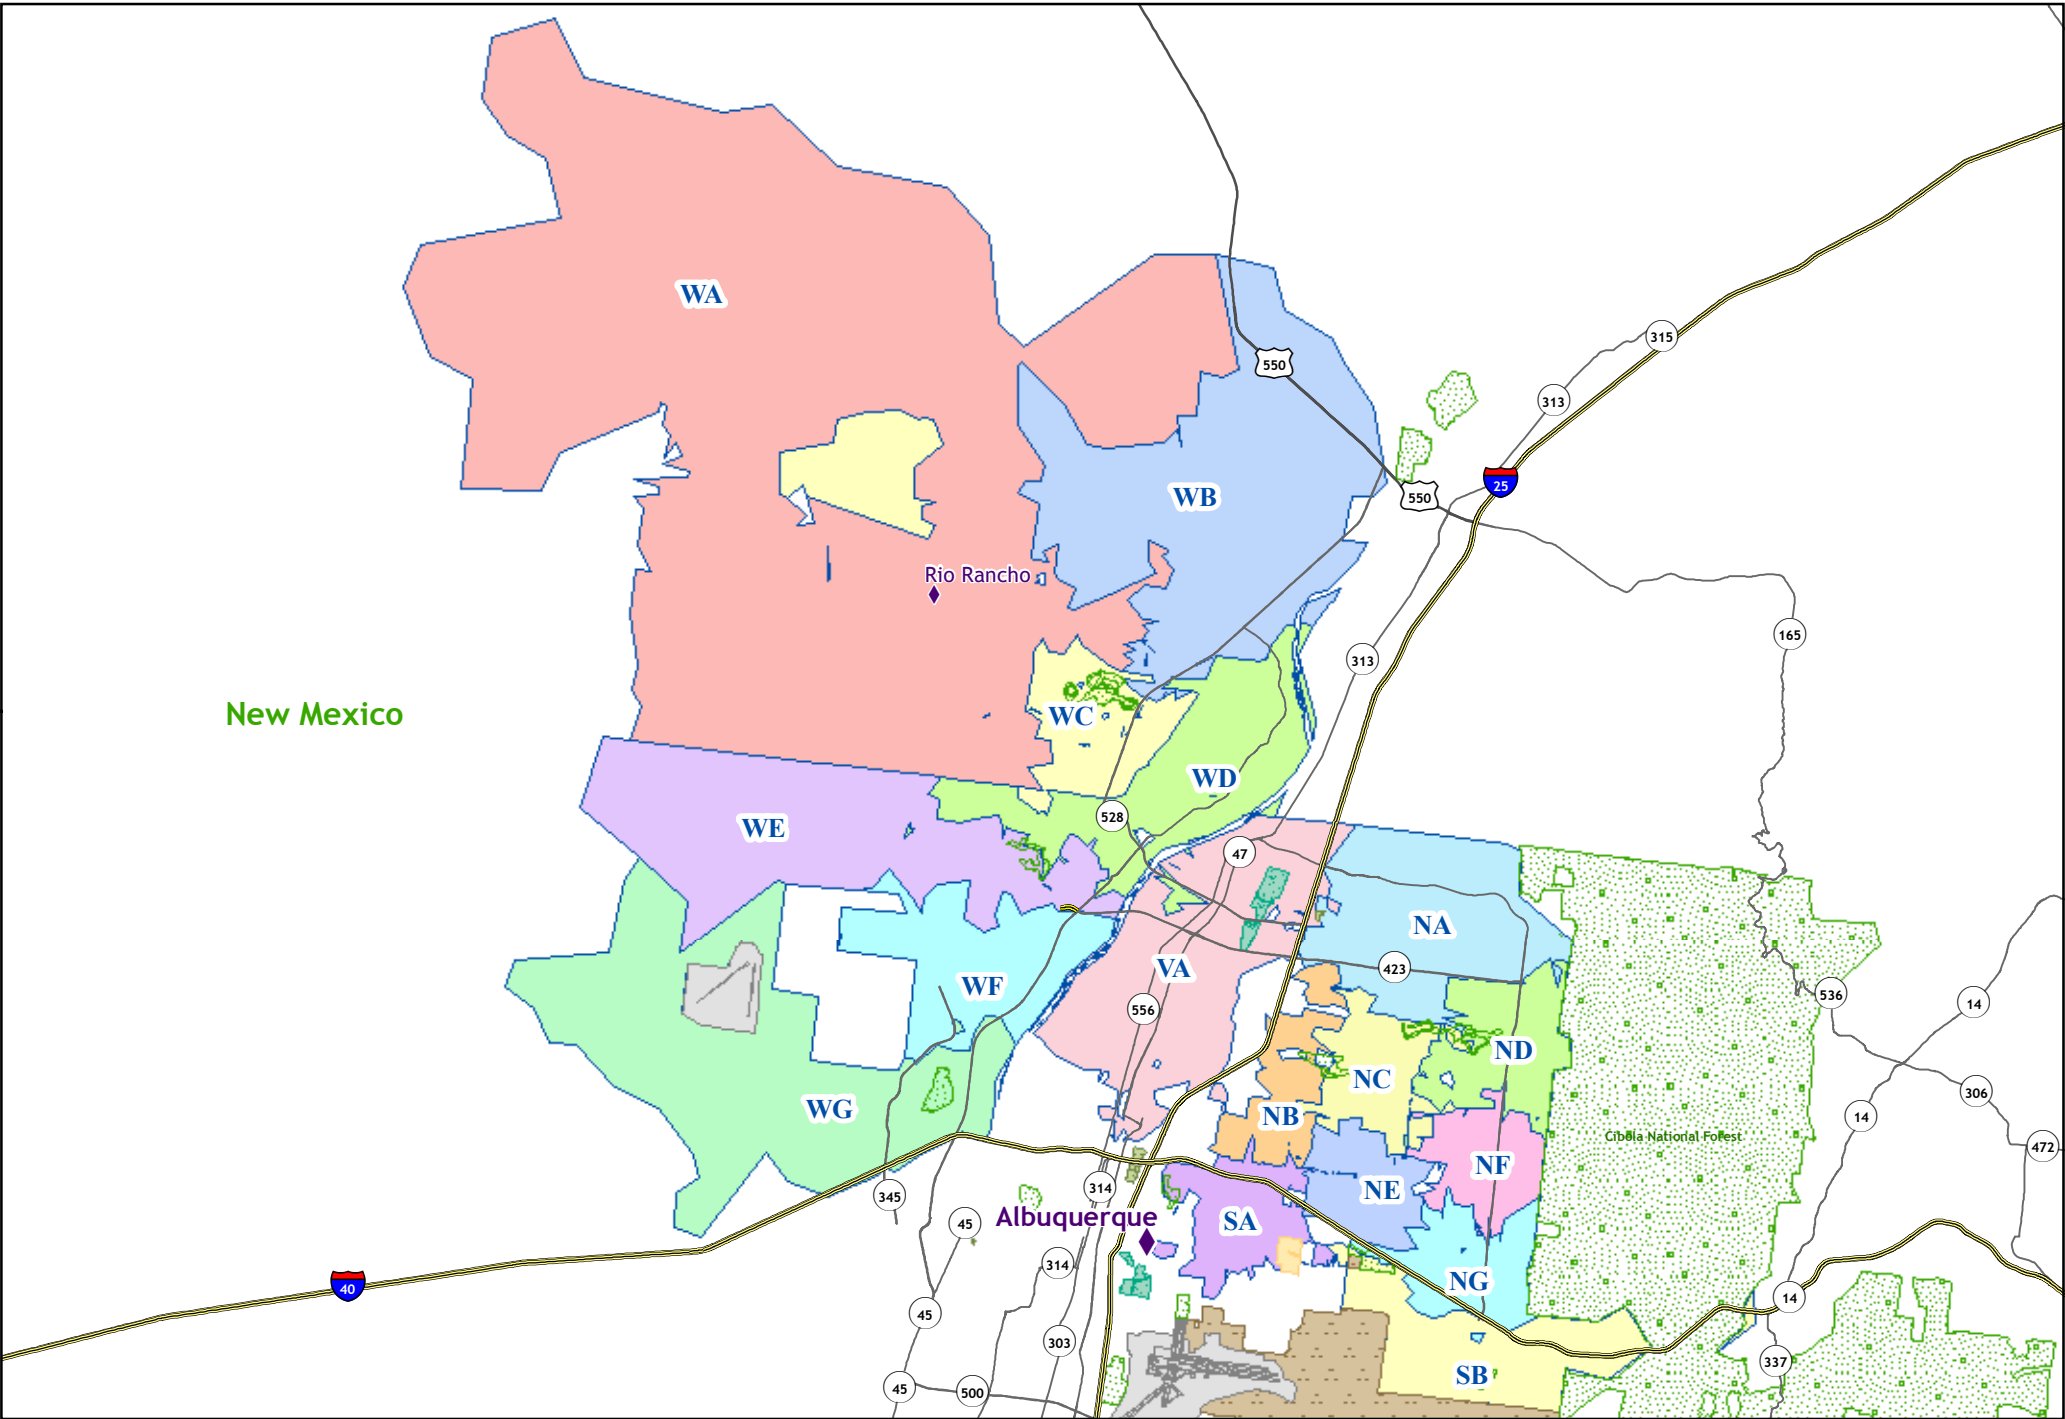 WA
315
550
313
25
550
WB
Rio Rancho
165
313
New Mexico
WC
WD
528
WE
47
NA
VA
423
WF
536
14
556
ND
NC
306
WG
NB
14
Cibola National Forest
472
NF
314
NE
345
Albuquerque
SA
45
314
NG
40
14
45
303
337
SB
45
500